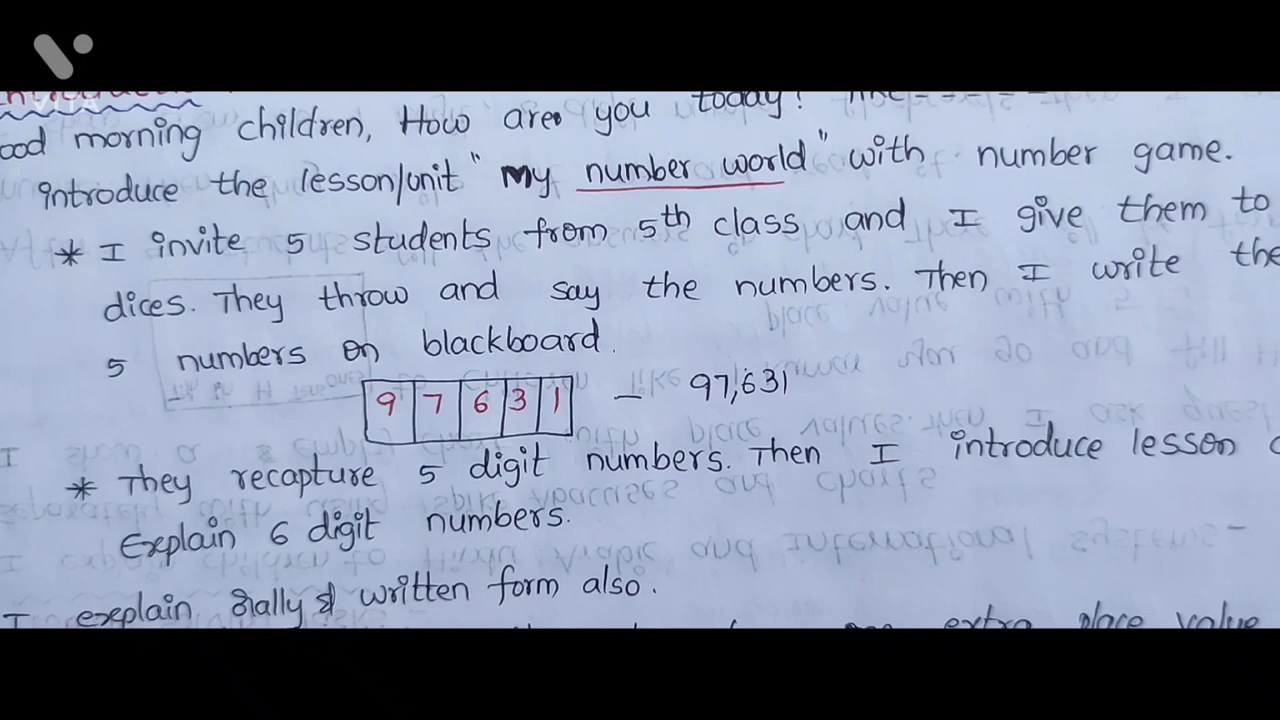 ood morning children, How are you today?
introduce the lesson/unit " My number world " with number game.
* I invite 5 students from 5th class and I give them to
dices. They throw and say the numbers. Then I write the
5 numbers on blackboard.
9 7 6 3 1 – 97,631
* They recapture 5 digit numbers. Then I introduce lesson
Explain 6 digit numbers.
I explain orally & written form also.
extra place value